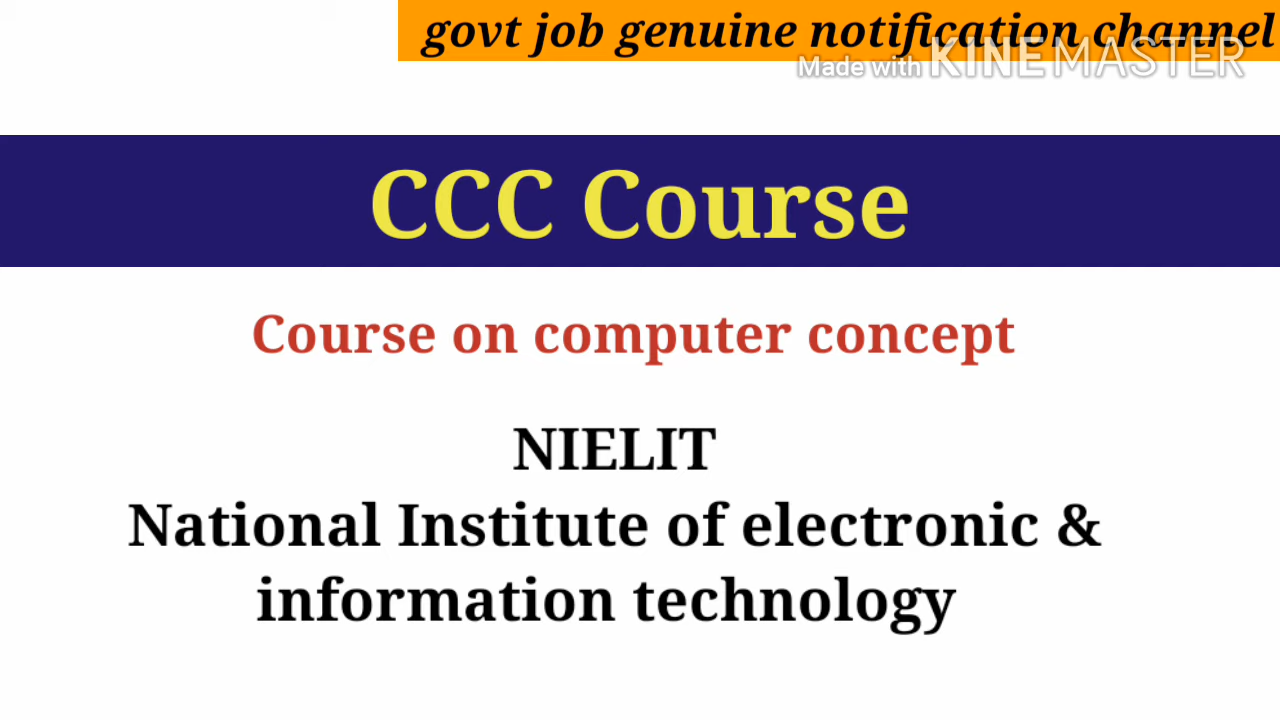 govt job genuine notification channel
Made with KINEMASTER
CCC Course
Course on computer concept
NIELIT
National Institute of electronic &
information technology